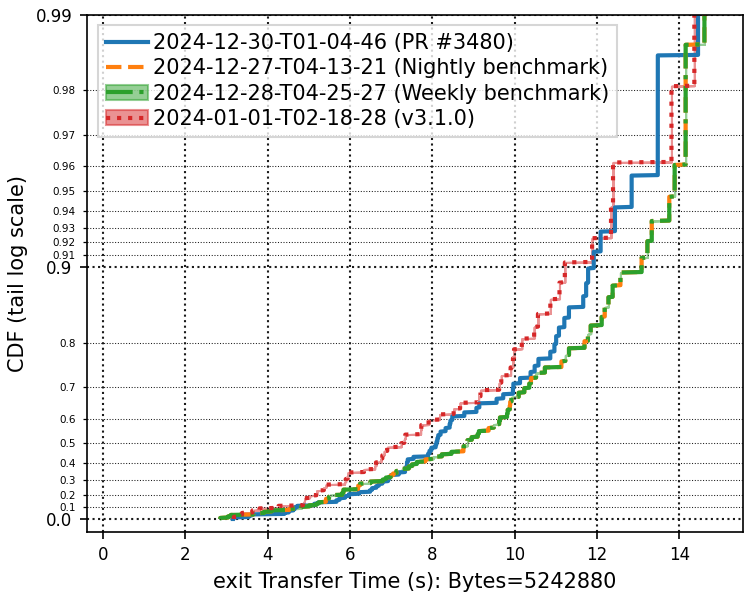 0.99
2024-12-30-T01-04-46 (PR #3480)
2024-12-27-T04-13-21 (Nightly benchmark)
2024-12-28-T04-25-27 (Weekly benchmark)
2024-01-01-T02-18-28 (v3.1.0)
0.98
0.97
0.96
0.95
0.94
0.93
0.92
0.91
0.9
0.8
0.7
0.6
0.5
0.4
0.3
0.2
0.1
0.0
CDF (tail log scale)
0 2 4 6 8 10 12 14
exit Transfer Time (s): Bytes=5242880